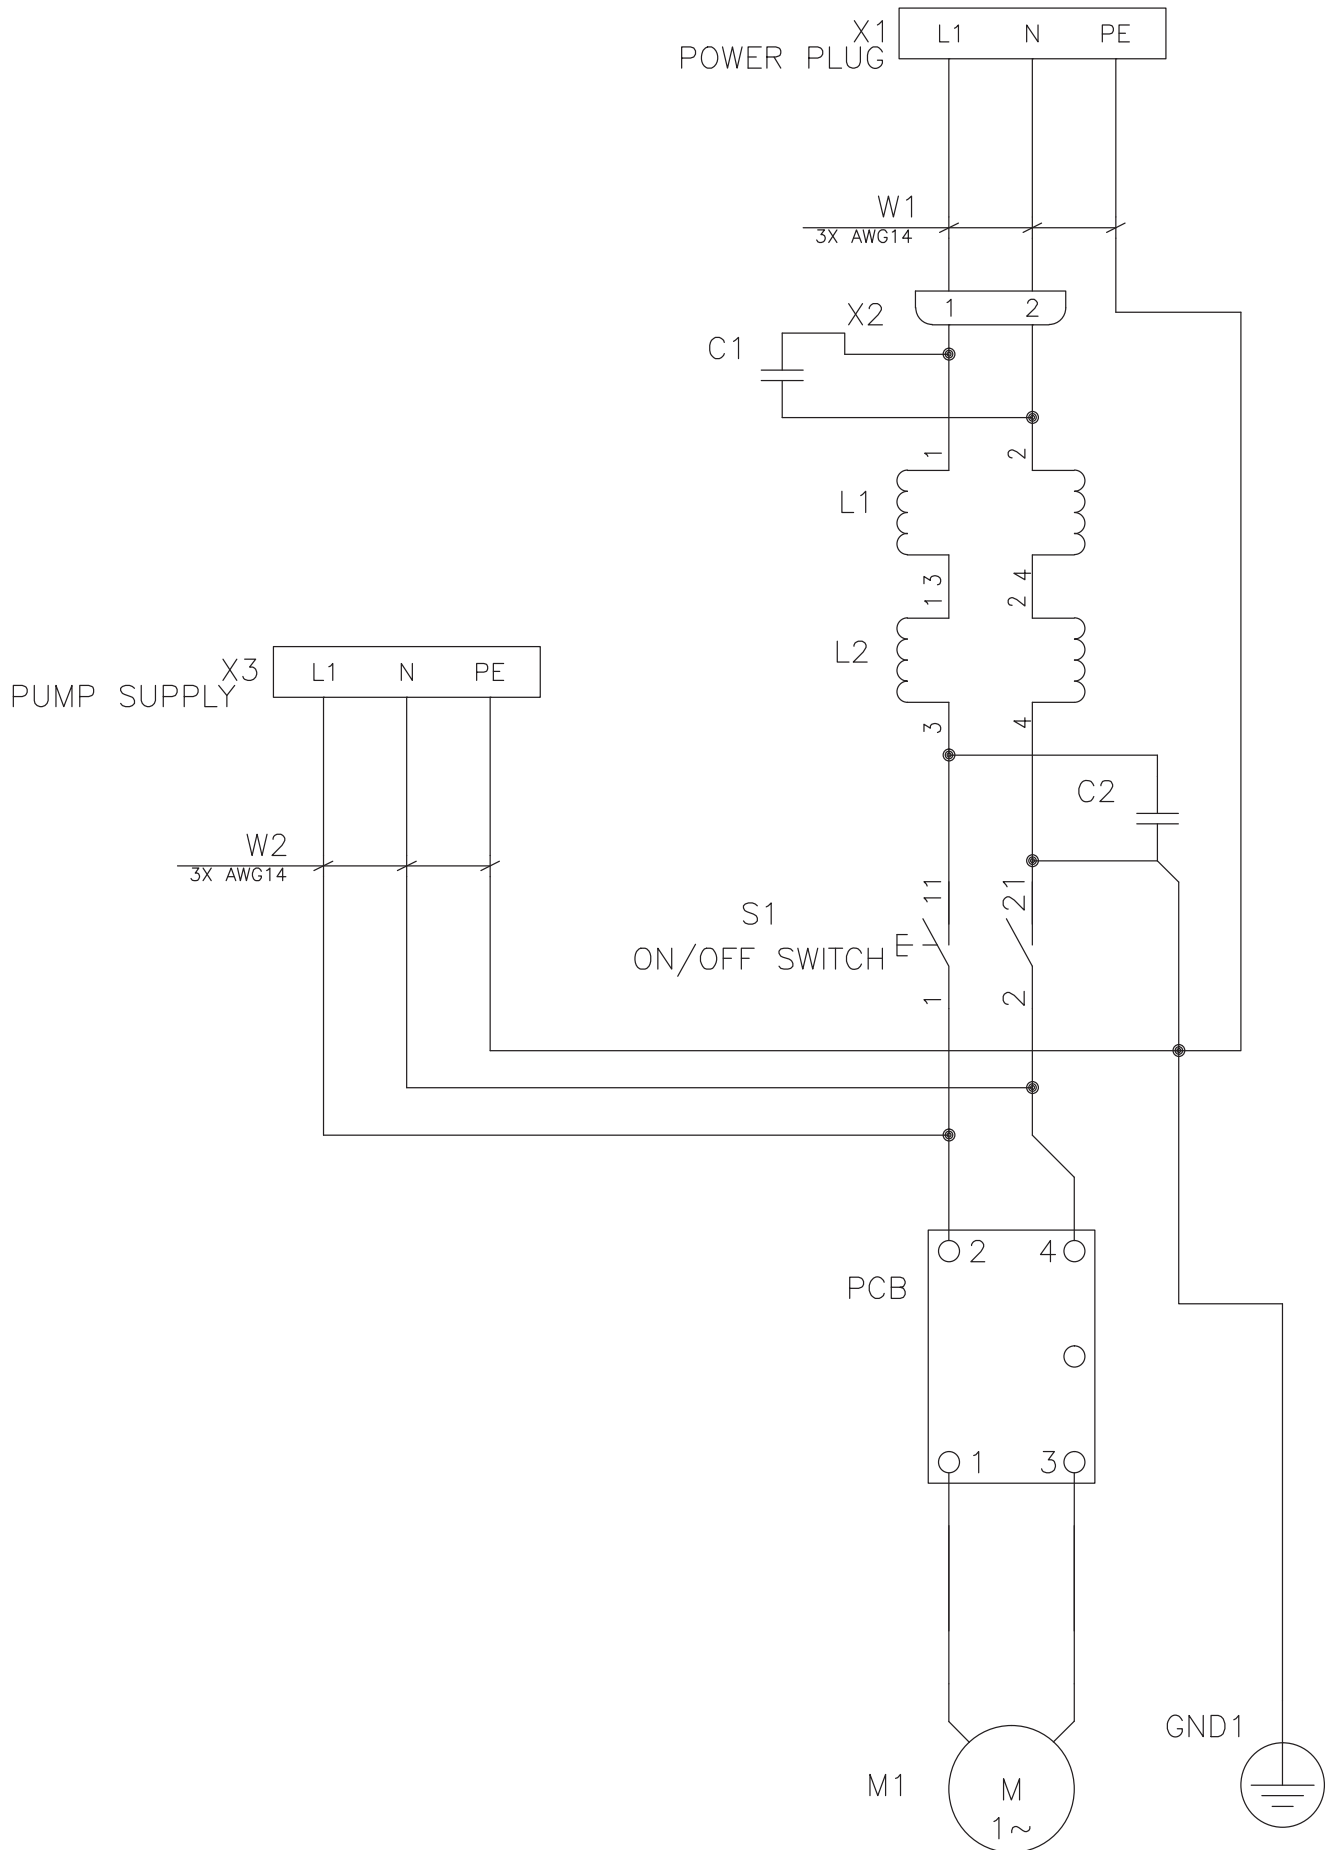 X1 L1 N PE
POWER PLUG
W1
3X AWG14
X2 1 2
C1
1 2
L1
3 4
1 2
L2
X3 L1 N PE
PUMP SUPPLY
3 4
C2
W2
3X AWG14
11 21
S1
ON/OFF SWITCH
1 2
2 4
PCB
1 3
GND1
M1 M
1~